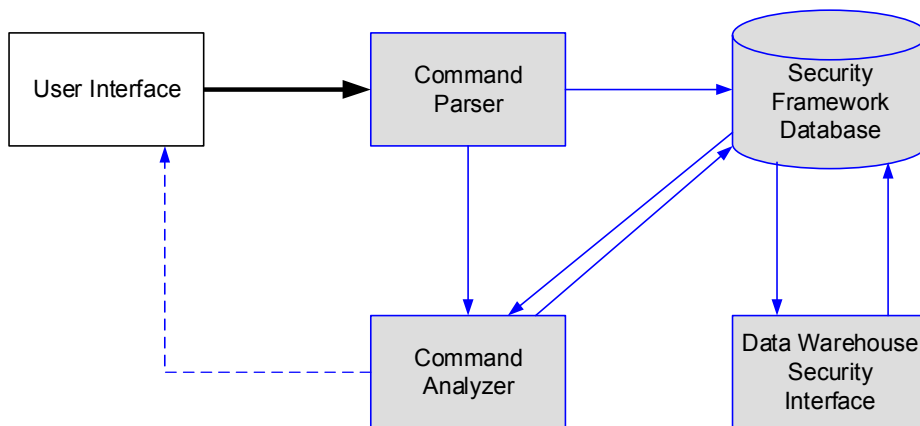 User Interface
Command
Parser
Security
Framework
Database
Command
Analyzer
Data Warehouse
Security
Interface